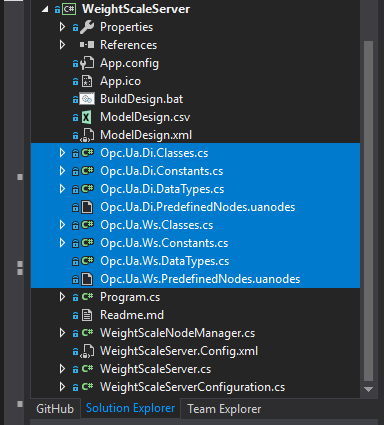 WeightScaleServer
Properties
References
App.config
App.ico
BuildDesign.bat
ModelDesign.csv
ModelDesign.xml
Opc.Ua.Di.Classes.cs
Opc.Ua.Di.Constants.cs
Opc.Ua.Di.DataTypes.cs
Opc.Ua.Di.PredefinedNodes.uanodes
Opc.Ua.Ws.Classes.cs
Opc.Ua.Ws.Constants.cs
Opc.Ua.Ws.DataTypes.cs
Opc.Ua.Ws.PredefinedNodes.uanodes
Program.cs
Readme.md
WeightScaleNodeManager.cs
WeightScaleServer.Config.xml
WeightScaleServer.cs
WeightScaleServerConfiguration.cs
GitHub Solution Explorer Team Explorer